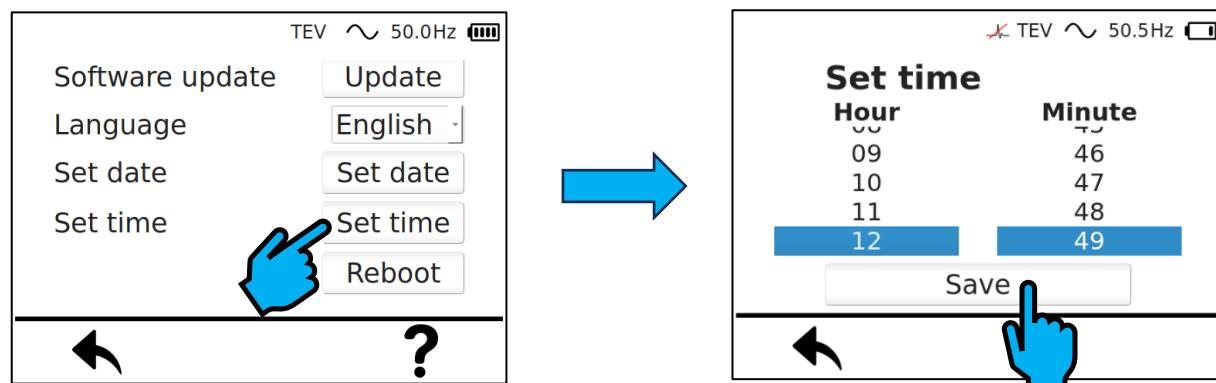 TEV 50.0Hz
Software update Update
Language English
Set date Set date
Set time Set time
Reboot
?
TEV 50.5Hz
Set time
Hour Minute
09 46
10 47
11 48
12 49
Save